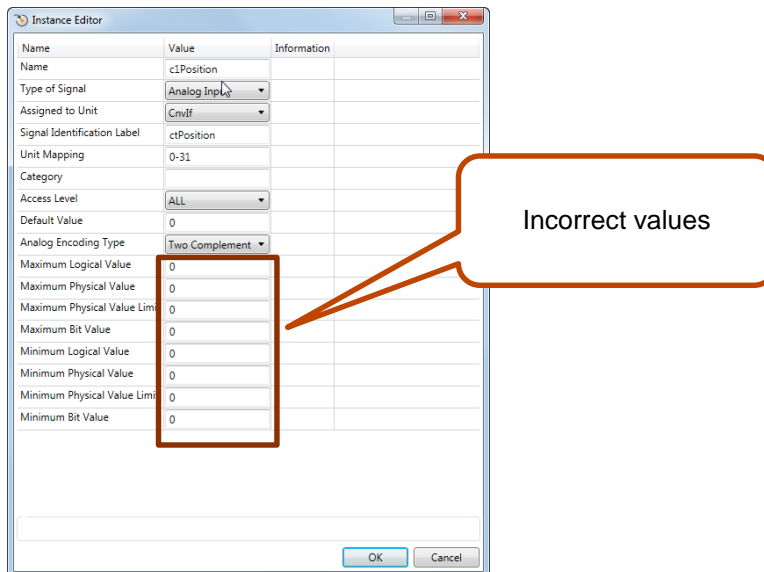 Instance Editor
Name Value Information
Name c1Position
Type of Signal Analog Input
Assigned to Unit CnvIf
Signal Identification Label ctPosition
Unit Mapping 0-31
Category
Access Level ALL
Default Value 0
Analog Encoding Type Two Complement
Maximum Logical Value 0
Maximum Physical Value 0
Maximum Physical Value Limi 0
Maximum Bit Value 0
Minimum Logical Value 0
Minimum Physical Value 0
Minimum Physical Value Limi 0
Minimum Bit Value 0
Incorrect values
OK Cancel